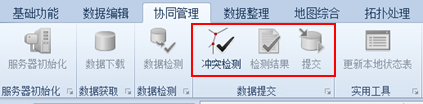 基础功能 数据编辑 协同管理 数据整理 地图综合 拓扑处理
服务器初始化 数据下载 数据检测 冲突检测 检测结果 提交 更新本地状态表
服务器初始化 数据获取 数据检测 数据提交 实用工具